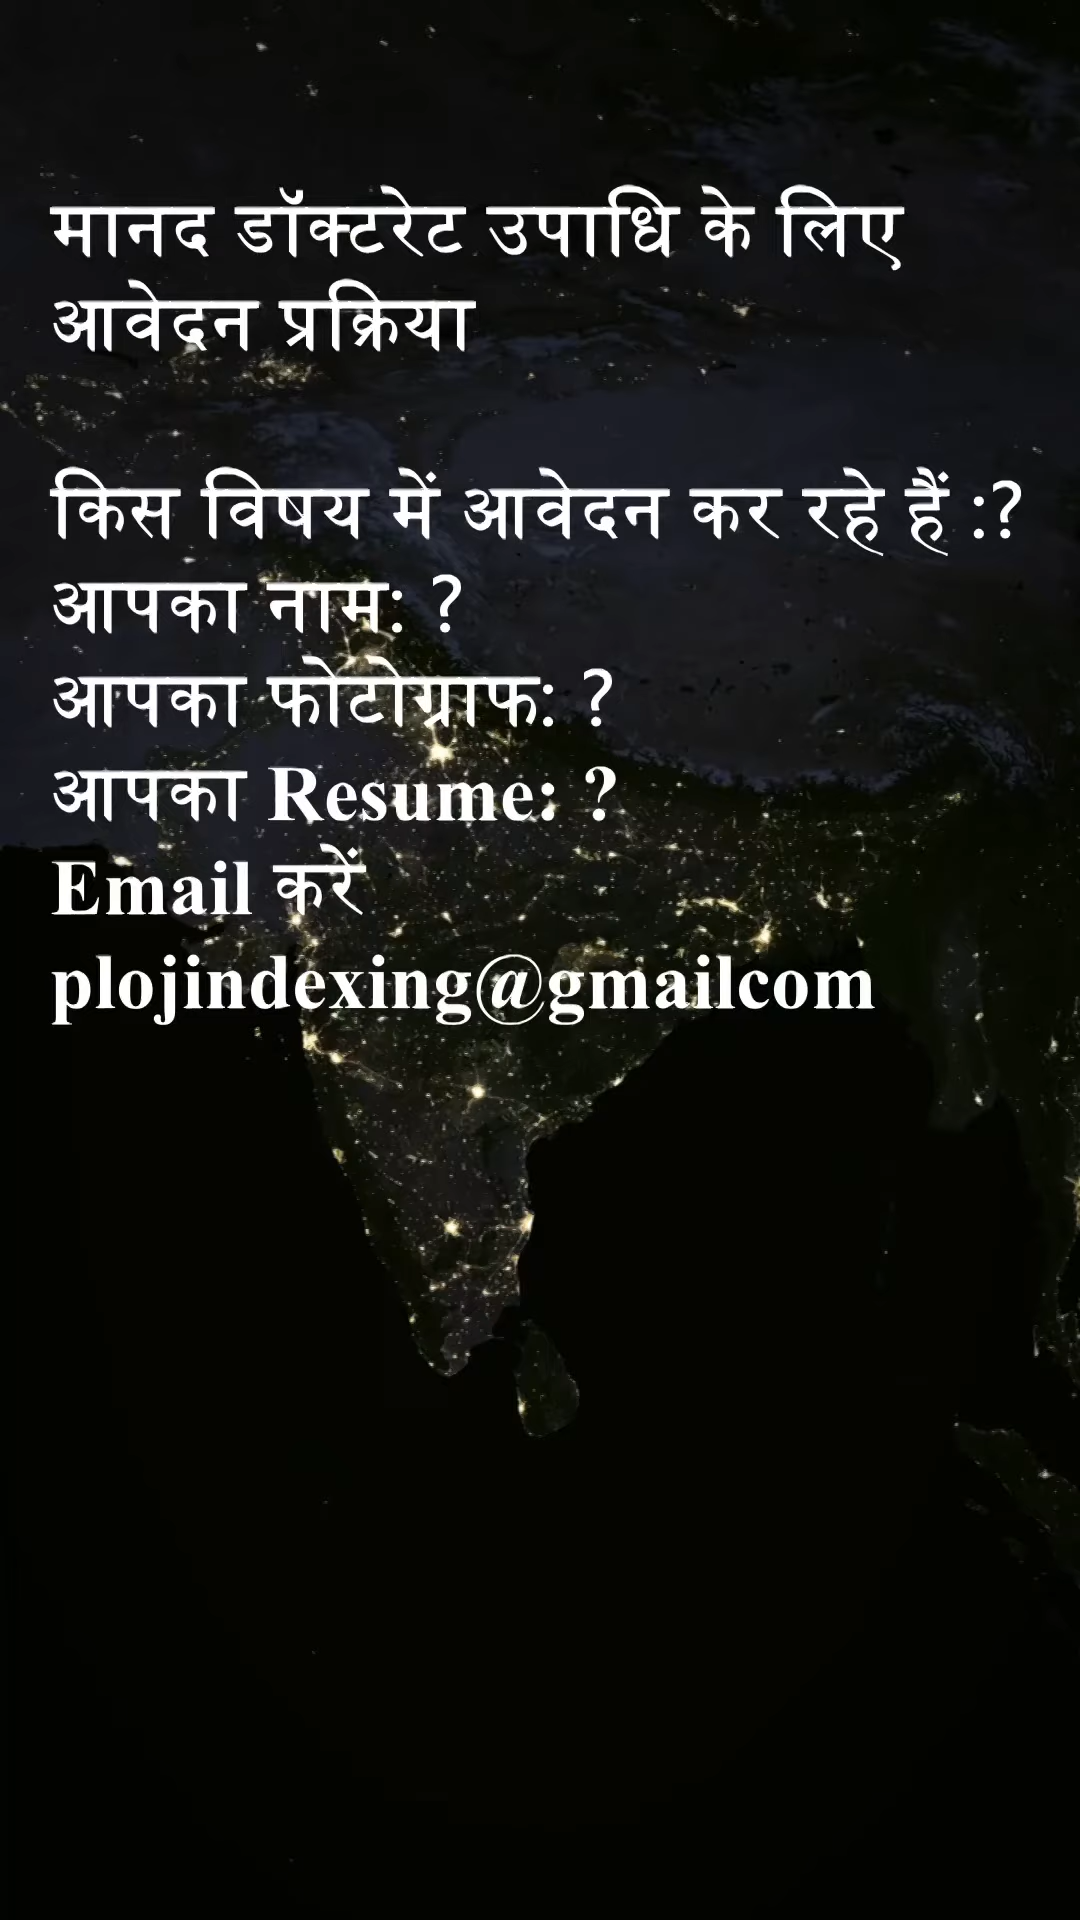 मानद डॉक्टरेट उपाधि के लिए
आवेदन प्रक्रिया
किस विषय में आवेदन कर रहे हैं :?
आपका नाम: ?
आपका फोटोग्राफ: ?
आपका Resume: ?
Email करें
plojindexing@gmailcom